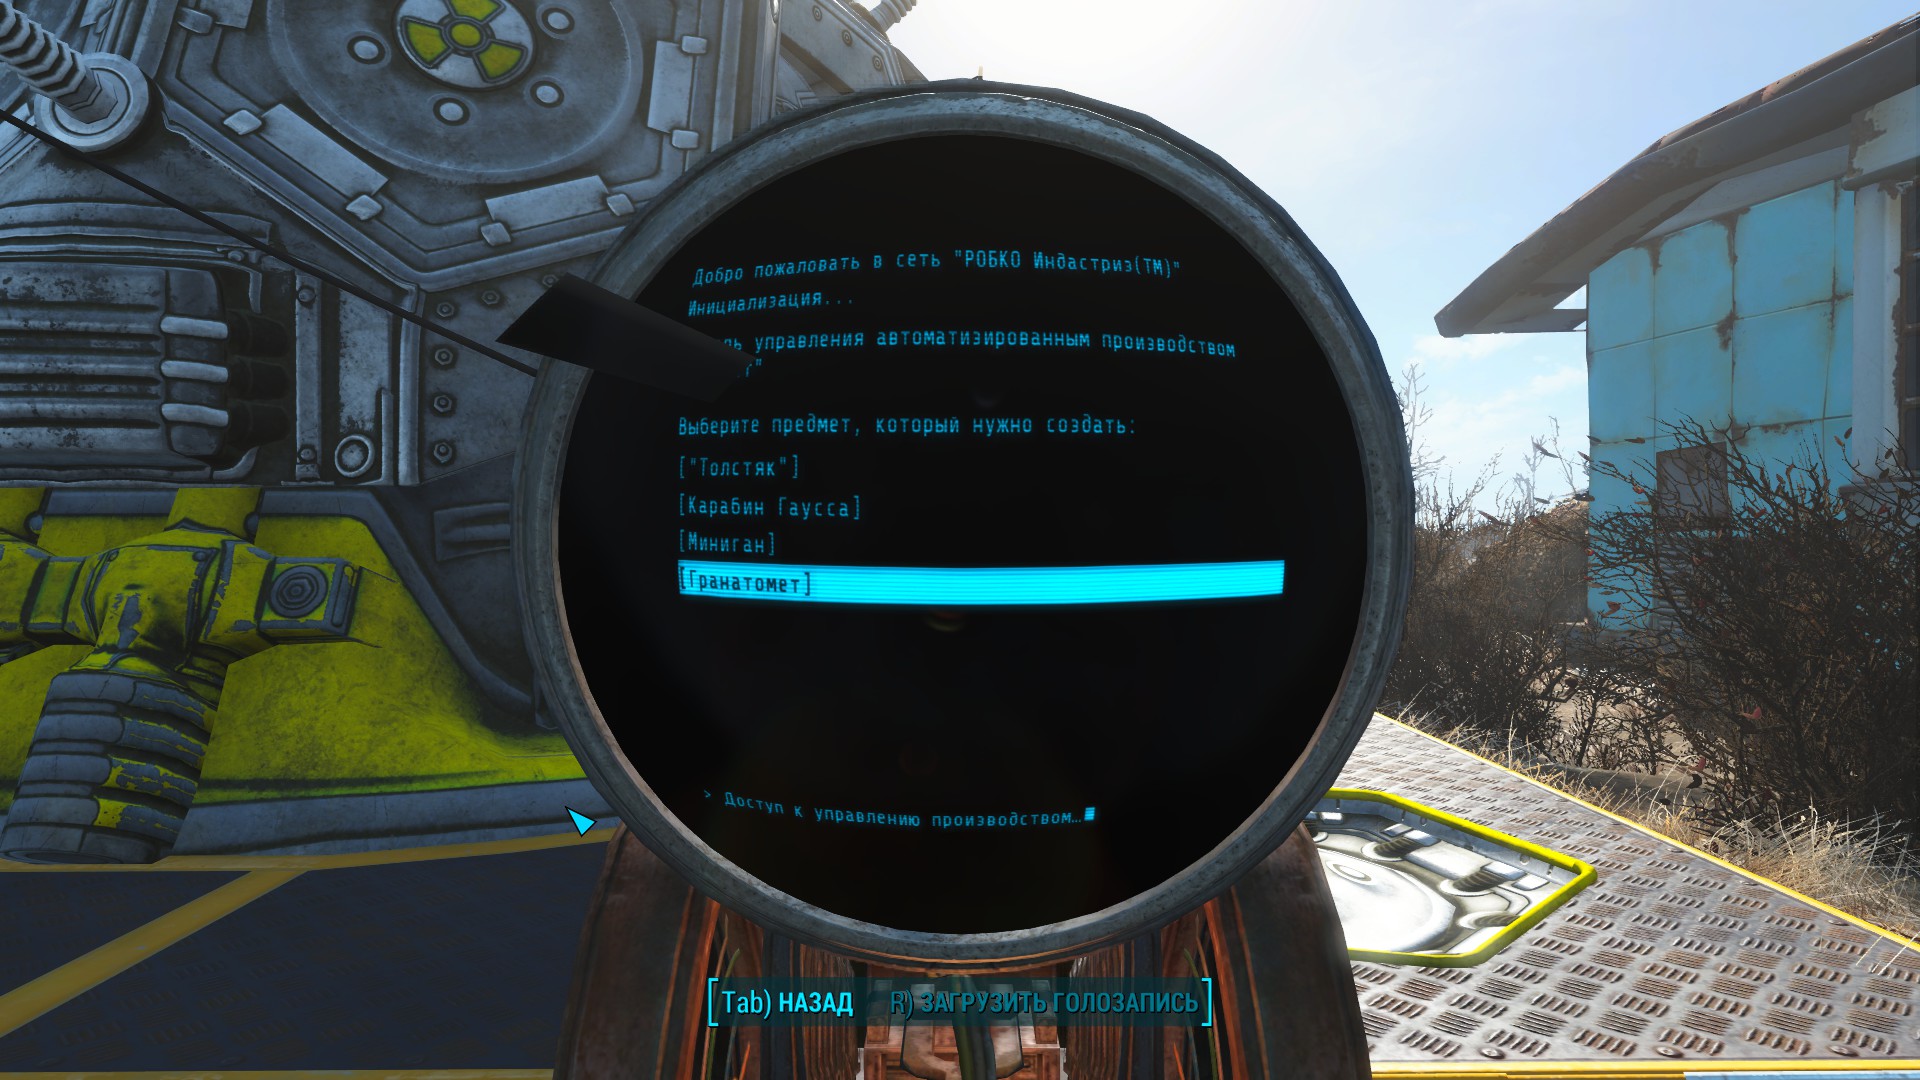 Добро пожаловать в сеть "РОБКО Индастриз(ТМ)"
Инициализация...
управления автоматизированным производством
Выберите предмет, который нужно создать:
["Толстяк"]
[Карабин Гаусса]
[Миниган]
[Гранатомет]
> Доступ к управлению производством…
Tab) НАЗАД R) ЗАГРУЗИТЬ ГОЛОЗАПИСЬ